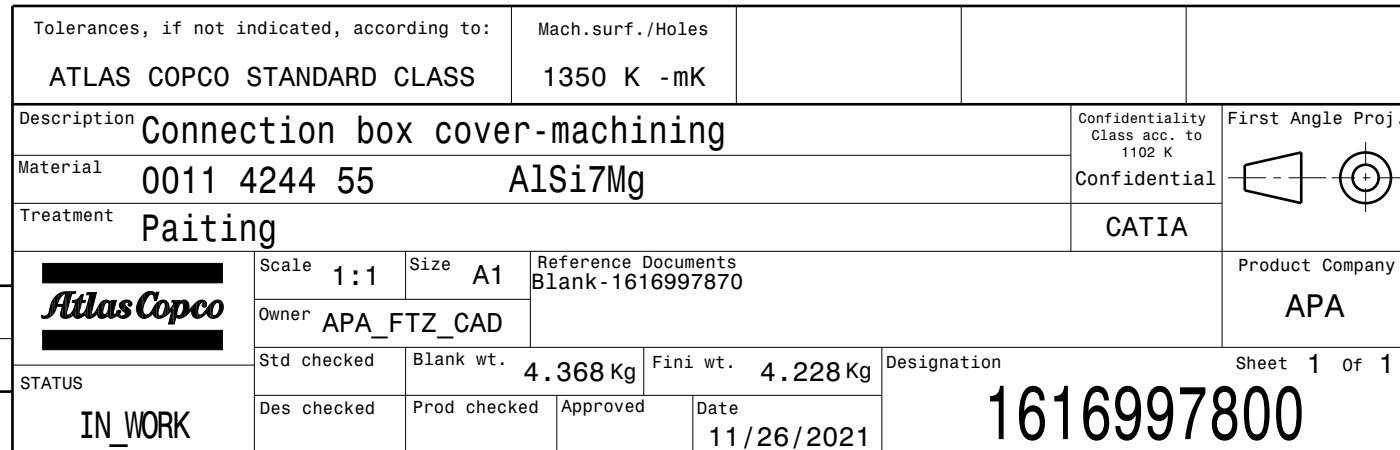 Tolerances, if not indicated, according to:
ATLAS COPCO STANDARD CLASS
Mach.surf./Holes
1350 K -mK
Description Connection box cover-machining
Confidentiality
Class acc. to
1102 K
Confidential
First Angle Proj.
Material 0011 4244 55 AlSi7Mg
Treatment Paiting
CATIA
Atlas Copco
Scale 1:1
Size A1
Reference Documents
Blank-1616997870
Product Company
APA
Owner APA_FTZ_CAD
STATUS
IN_WORK
Std checked
Blank wt. 4.368 Kg
Fini wt. 4.228 Kg
Designation
1616997800
Sheet 1 Of 1
Des checked
Prod checked
Approved
Date
11/26/2021